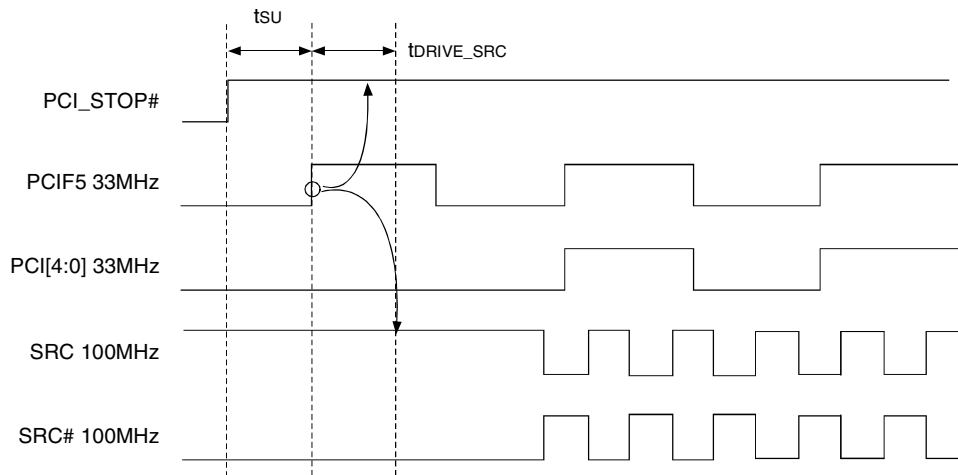 tSU
tDRIVE_SRC
PCI_STOP#
PCIF5 33MHz
PCI[4:0] 33MHz
SRC 100MHz
SRC# 100MHz